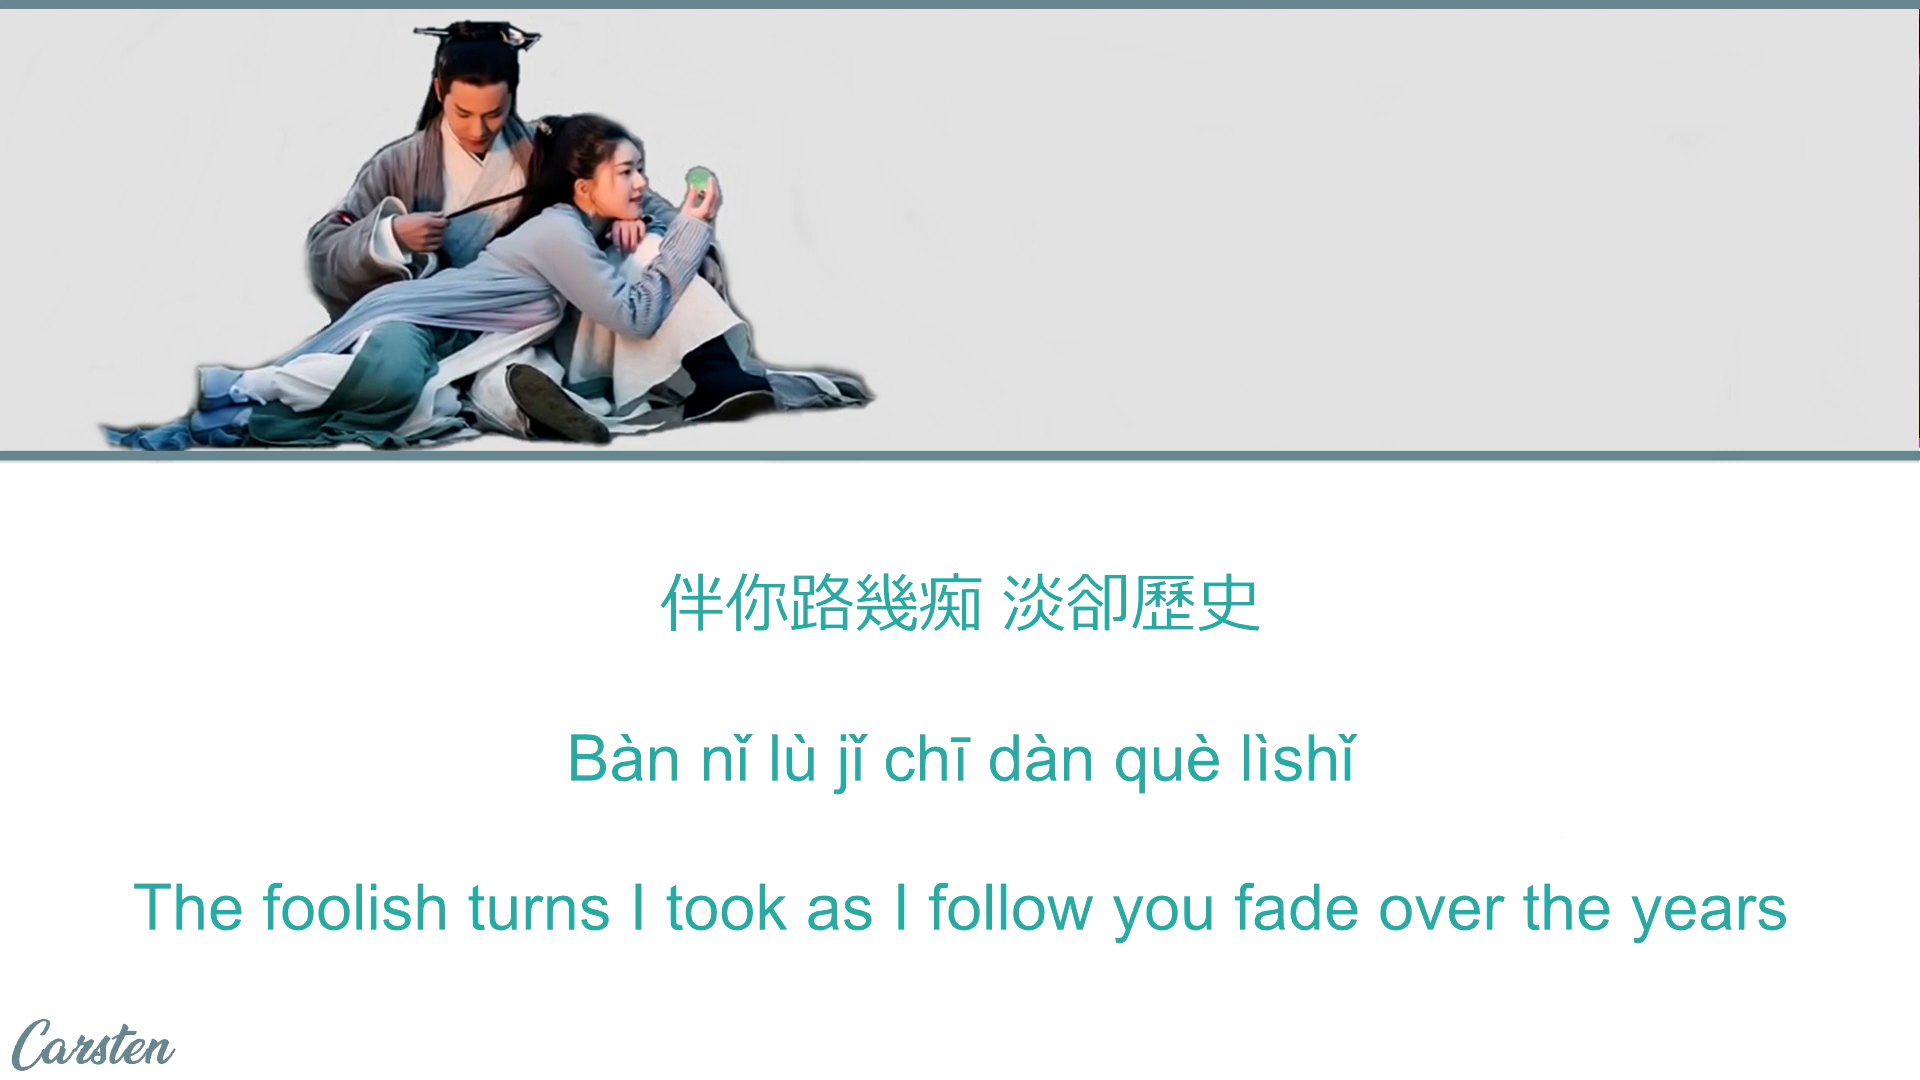 伴你路幾痴 淡卻歷史
Bàn nǐ lù jǐ chī dàn què lìshǐ
The foolish turns I took as I follow you fade over the years
Carsten